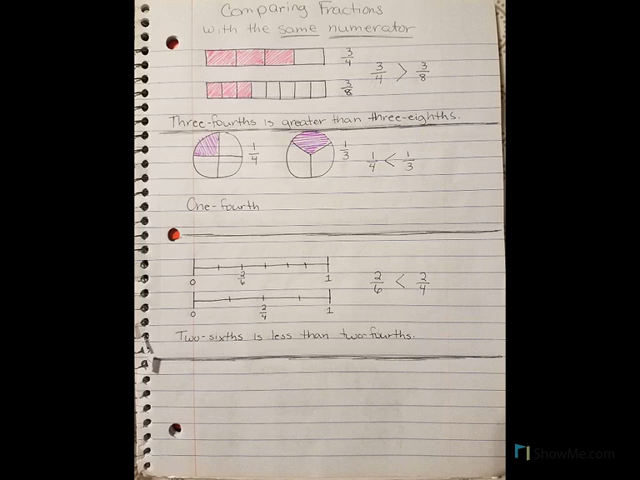 Comparing Fractions
with the same numerator
3/4
3/8
3/4 > 3/8
Three-fourths is greater than three-eighths.
1/4
1/3
1/4 < 1/3
One-fourth
0 2/6 1
2/6 < 2/4
0 2/4 1
Two-sixths is less than two-fourths.
ShowMe.com